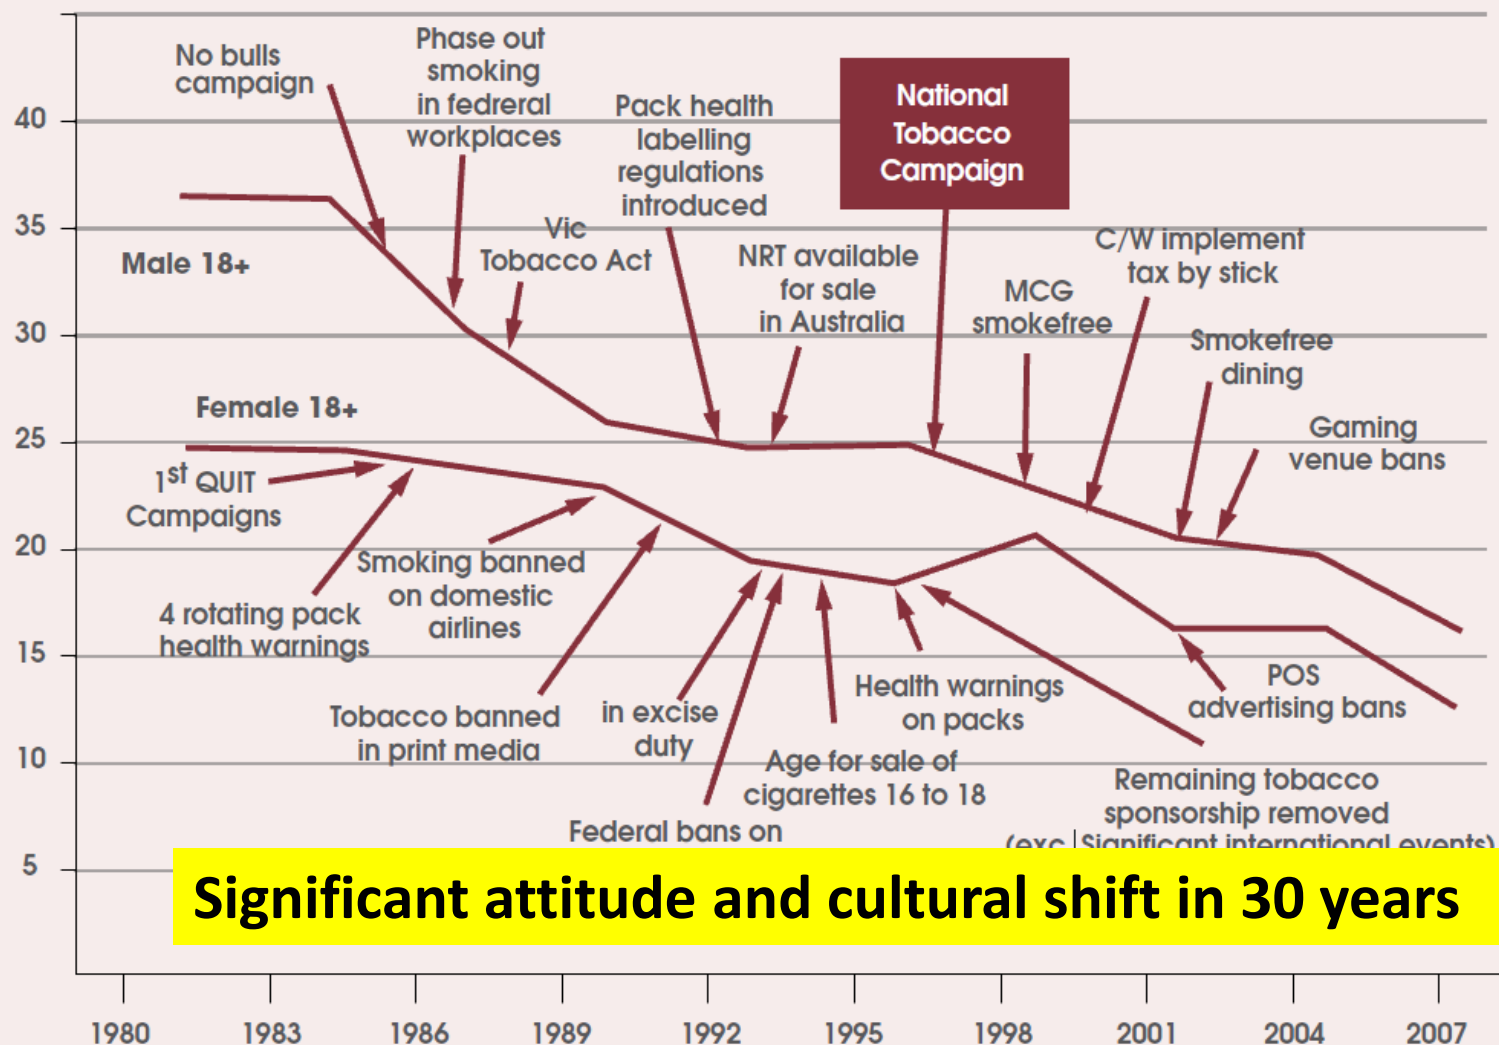 No bulls
campaign
Phase out
smoking
in fedreral
workplaces
Pack health
labelling
regulations
introduced
National
Tobacco
Campaign
Vic
Tobacco Act
NRT available
for sale
in Australia
MCG
smokefree
C/W implement
tax by stick
Smokefree
dining
Gaming
venue bans
Male 18+
Female 18+
1st QUIT
Campaigns
4 rotating pack
health warnings
Smoking banned
on domestic
airlines
Tobacco banned
in print media
in excise
duty
Federal bans on
Age for sale of
cigarettes 16 to 18
Health warnings
on packs
POS
advertising bans
Remaining tobacco
sponsorship removed
(exc Significant international events)
Significant attitude and cultural shift in 30 years
40
35
30
25
20
15
10
5
1980 1983 1986 1989 1992 1995 1998 2001 2004 2007